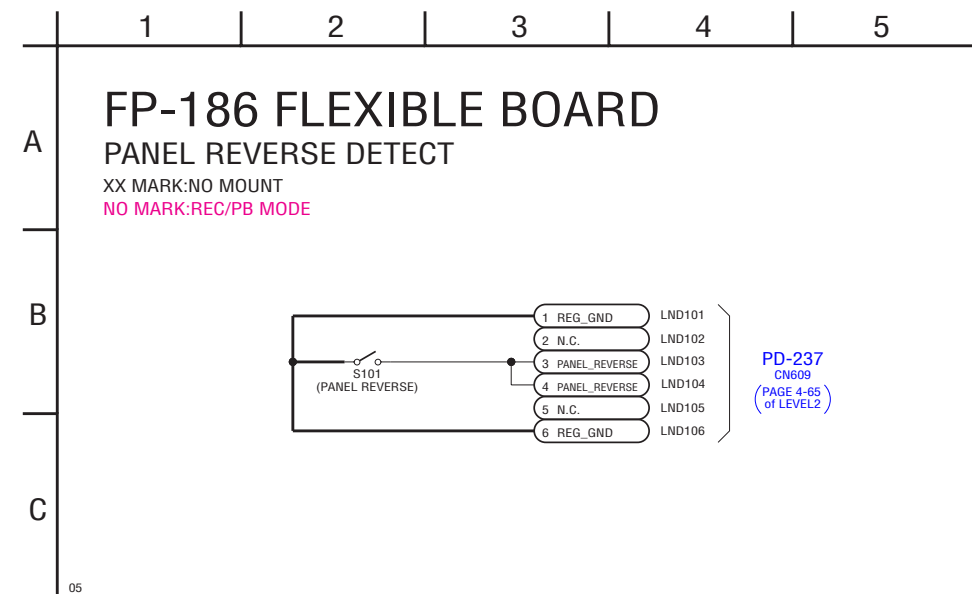 1 2 3 4 5
FP-186 FLEXIBLE BOARD
A
PANEL REVERSE DETECT
XX MARK:NO MOUNT
NO MARK:REC/PB MODE
B
1 REG_GND LND101
2 N.C. LND102
3 PANEL_REVERSE LND103
4 PANEL_REVERSE LND104
5 N.C. LND105
6 REG_GND LND106
S101
(PANEL REVERSE)
PD-237
CN609
(PAGE 4-65
of LEVEL2)
C
05